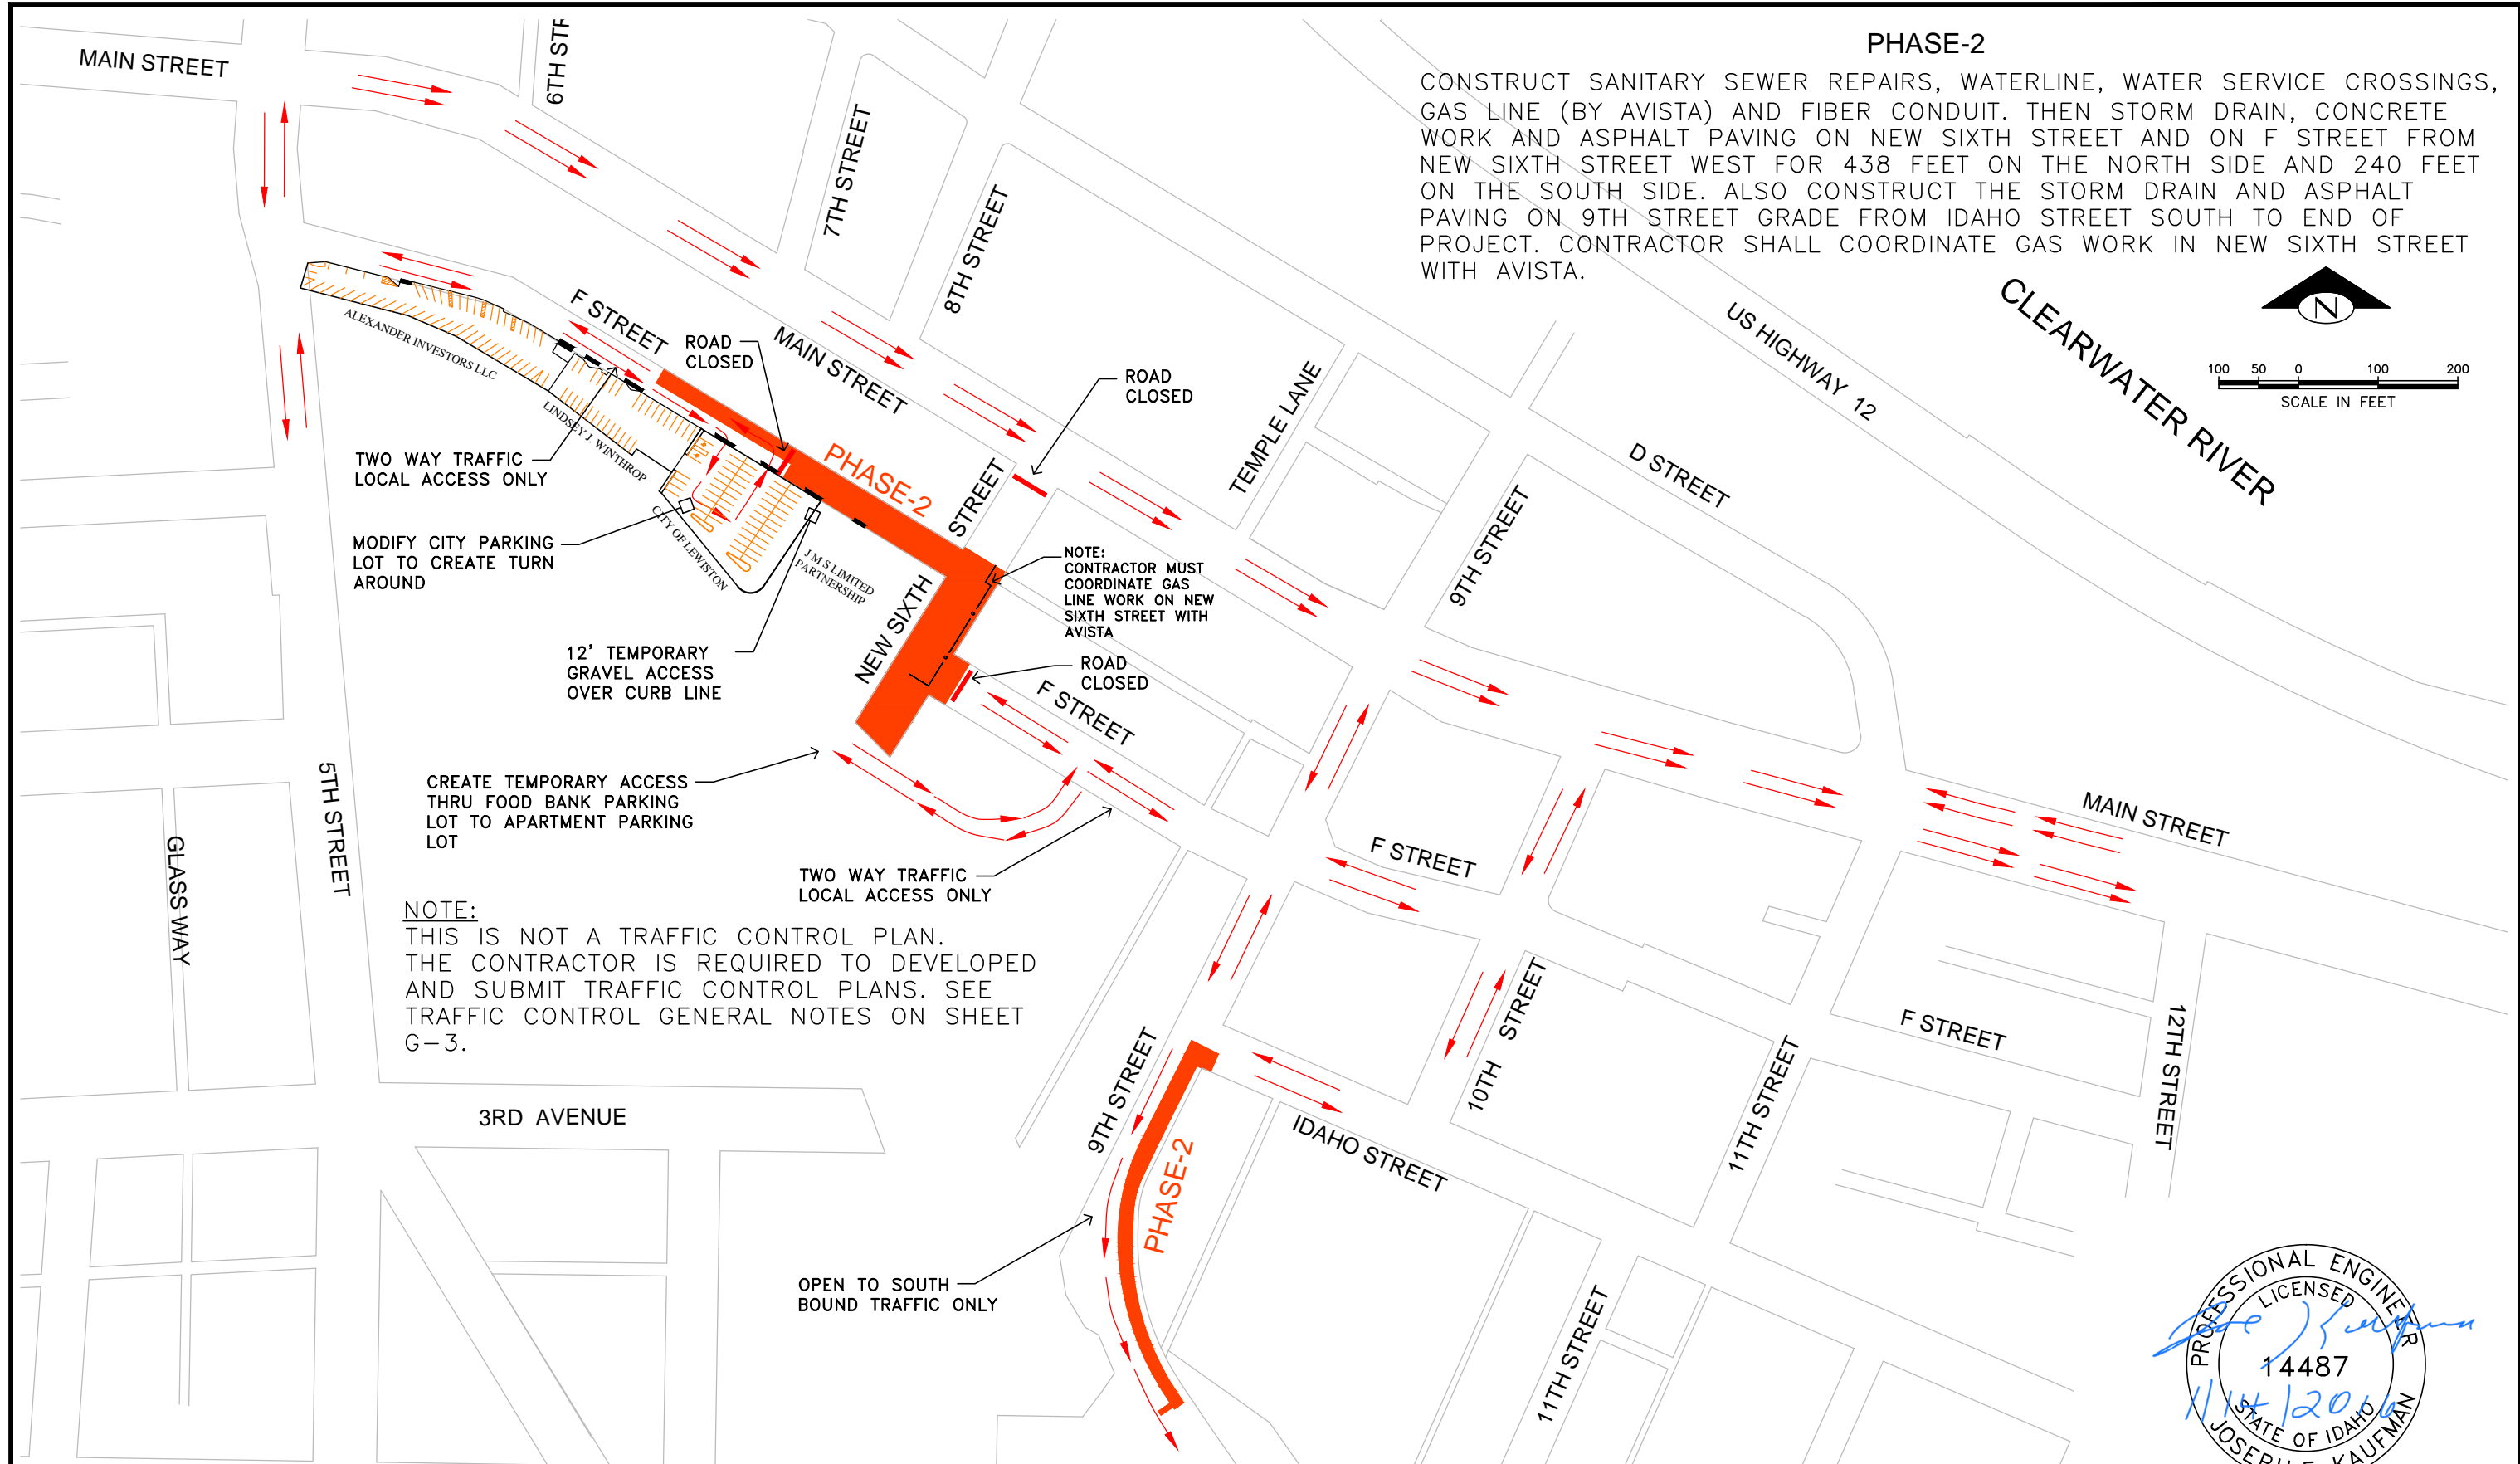 PHASE-2
CONSTRUCT SANITARY SEWER REPAIRS, WATERLINE, WATER SERVICE CROSSINGS,
GAS LINE (BY AVISTA) AND FIBER CONDUIT. THEN STORM DRAIN, CONCRETE
WORK AND ASPHALT PAVING ON NEW SIXTH STREET AND ON F STREET FROM
NEW SIXTH STREET WEST FOR 438 FEET ON THE NORTH SIDE AND 240 FEET
ON THE SOUTH SIDE. ALSO CONSTRUCT THE STORM DRAIN AND ASPHALT
PAVING ON 9TH STREET GRADE FROM IDAHO STREET SOUTH TO END OF
PROJECT. CONTRACTOR SHALL COORDINATE GAS WORK IN NEW SIXTH STREET
WITH AVISTA.
MAIN STREET
6TH STR
7TH STREET
8TH STREET
F STREET
ROAD
CLOSED
MAIN STREET
ROAD
CLOSED
TEMPLE LANE
US HIGHWAY 12
CLEARWATER RIVER
N
100 50 0 100 200
SCALE IN FEET
ALEXANDER INVESTORS LLC
LINDSEY J. WINTHROP
CITY OF LEWISTON
J M S LIMITED
PARTNERSHIP
PHASE-2
STREET
NEW SIXTH
D STREET
9TH STREET
TWO WAY TRAFFIC
LOCAL ACCESS ONLY
MODIFY CITY PARKING
LOT TO CREATE TURN
AROUND
12' TEMPORARY
GRAVEL ACCESS
OVER CURB LINE
NOTE:
CONTRACTOR MUST
COORDINATE GAS
LINE WORK ON NEW
SIXTH STREET WITH
AVISTA
ROAD
CLOSED
F STREET
CREATE TEMPORARY ACCESS
THRU FOOD BANK PARKING
LOT TO APARTMENT PARKING
LOT
TWO WAY TRAFFIC
LOCAL ACCESS ONLY
5TH STREET
GLASS WAY
MAIN STREET
F STREET
NOTE:
THIS IS NOT A TRAFFIC CONTROL PLAN.
THE CONTRACTOR IS REQUIRED TO DEVELOPED
AND SUBMIT TRAFFIC CONTROL PLANS. SEE
TRAFFIC CONTROL GENERAL NOTES ON SHEET
G-3.
10TH STREET
F STREET
12TH STREET
11TH STREET
9TH STREET
3RD AVENUE
IDAHO STREET
PHASE-2
OPEN TO SOUTH
BOUND TRAFFIC ONLY
11TH STREET
PROFESSIONAL ENGINEER
LICENSED
14487
1/14/2016
STATE OF IDAHO